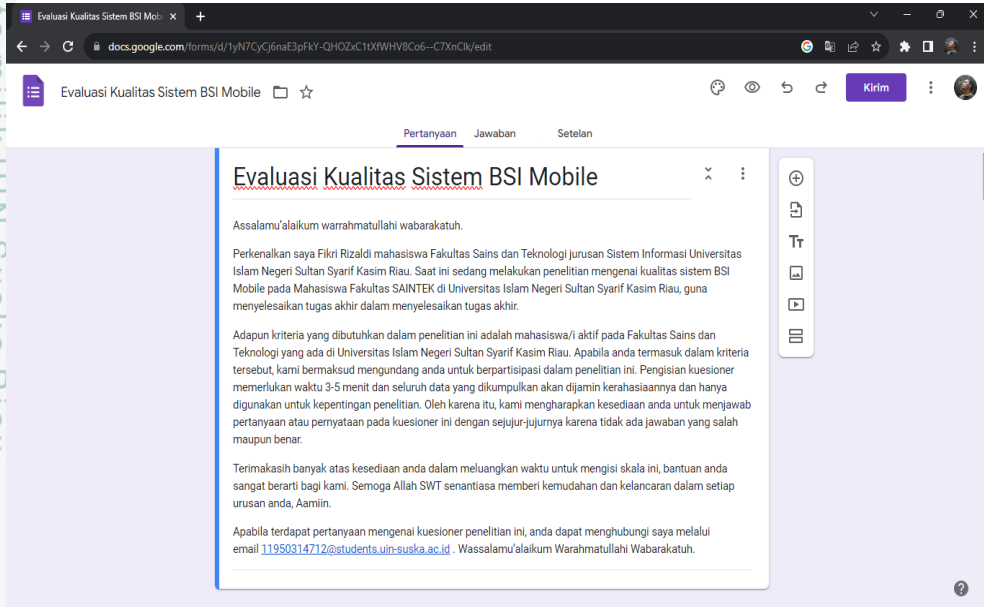 Evaluasi Kualitas Sistem BSI Mob
docs.google.com/forms/d/1yN7CyCj6naE3pFkY-QHOZxC1tXfWHV8Co6--C7XnClk/edit
Evaluasi Kualitas Sistem BSI Mobile
Kirim
Pertanyaan Jawaban Setelan
Evaluasi Kualitas Sistem BSI Mobile
Assalamu'alaikum warrahmatullahi wabarakatuh.
Perkenalkan saya Fikri Rizaldi mahasiswa Fakultas Sains dan Teknologi jurusan Sistem Informasi Universitas
Islam Negeri Sultan Syarif Kasim Riau. Saat ini sedang melakukan penelitian mengenai kualitas sistem BSI
Mobile pada Mahasiswa Fakultas SAINTEK di Universitas Islam Negeri Sultan Syarif Kasim Riau, guna
menyelesaikan tugas akhir dalam menyelesaikan tugas akhir.
Adapun kriteria yang dibutuhkan dalam penelitian ini adalah mahasiswa/i aktif pada Fakultas Sains dan
Teknologi yang ada di Universitas Islam Negeri Sultan Syarif Kasim Riau. Apabila anda termasuk dalam kriteria
tersebut, kami bermaksud mengundang anda untuk berpartisipasi dalam penelitian ini. Pengisian kuesioner
memerlukan waktu 3-5 menit dan seluruh data yang dikumpulkan akan dijamin kerahasiaannya dan hanya
digunakan untuk kepentingan penelitian. Oleh karena itu, kami mengharapkan kesediaan anda untuk menjawab
pertanyaan atau pernyataan pada kuesioner ini dengan sejujur-jujurnya karena tidak ada jawaban yang salah
maupun benar.
Terimakasih banyak atas kesediaan anda dalam meluangkan waktu untuk mengisi skala ini, bantuan anda
sangat berarti bagi kami. Semoga Allah SWT senantiasa memberi kemudahan dan kelancaran dalam setiap
urusan anda, Aamiin.
Apabila terdapat pertanyaan mengenai kuesioner penelitian ini, anda dapat menghubungi saya melalui
email 11950314712@students.uin-suska.ac.id . Wassalamu'alaikum Warahmatullahi Wabarakatuh.